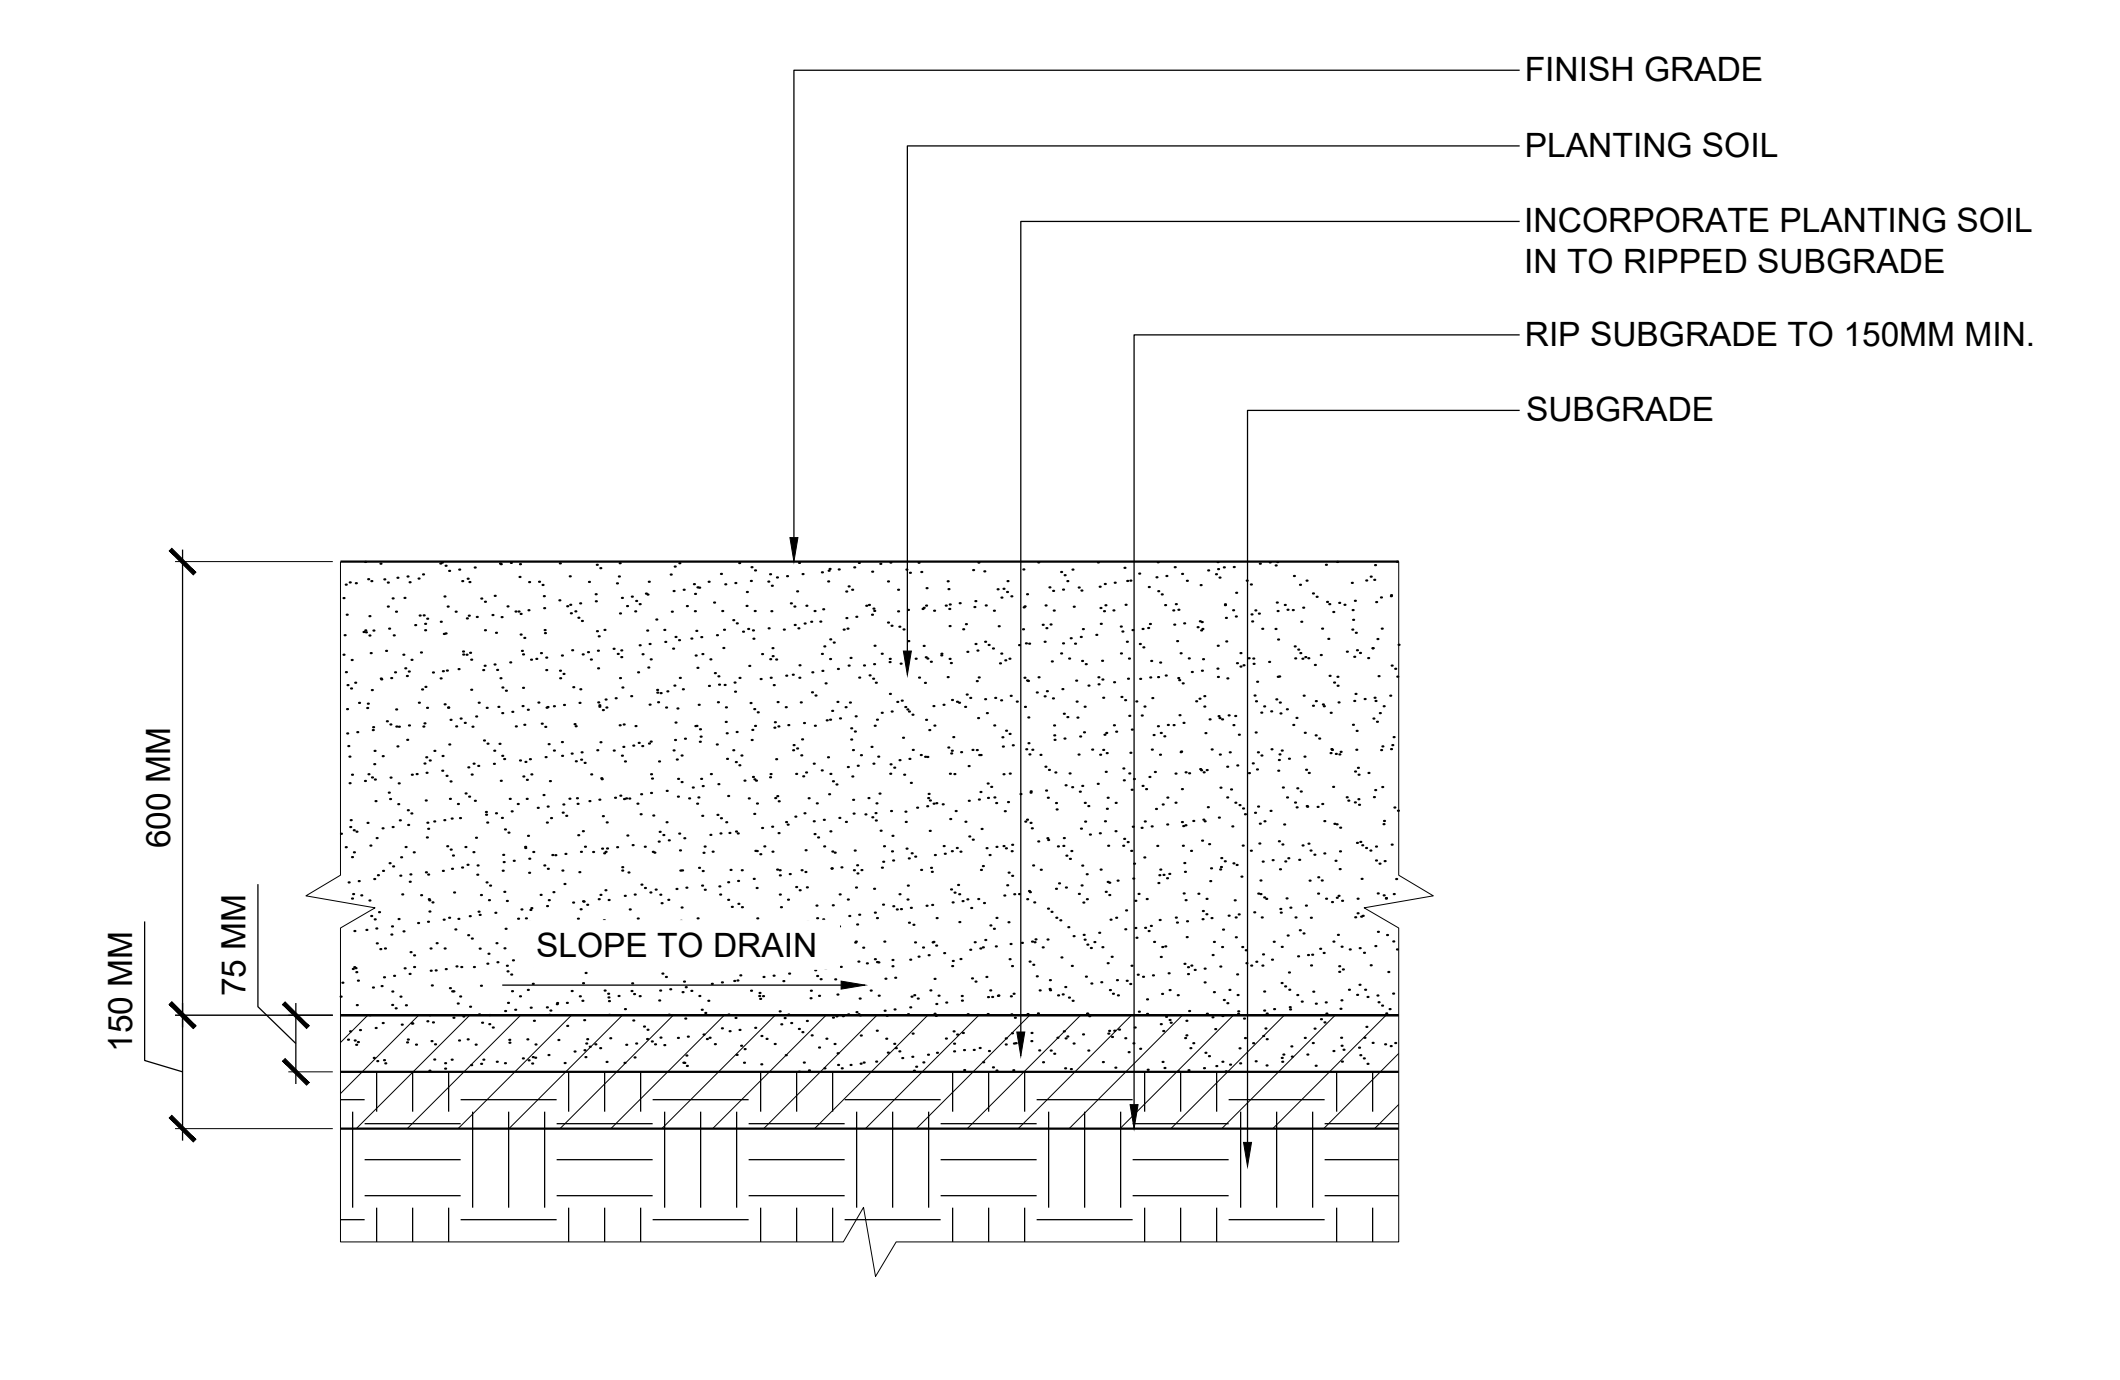 FINISH GRADE
PLANTING SOIL
INCORPORATE PLANTING SOIL
IN TO RIPPED SUBGRADE
RIP SUBGRADE TO 150MM MIN.
SUBGRADE
600 MM
75 MM
150 MM
SLOPE TO DRAIN